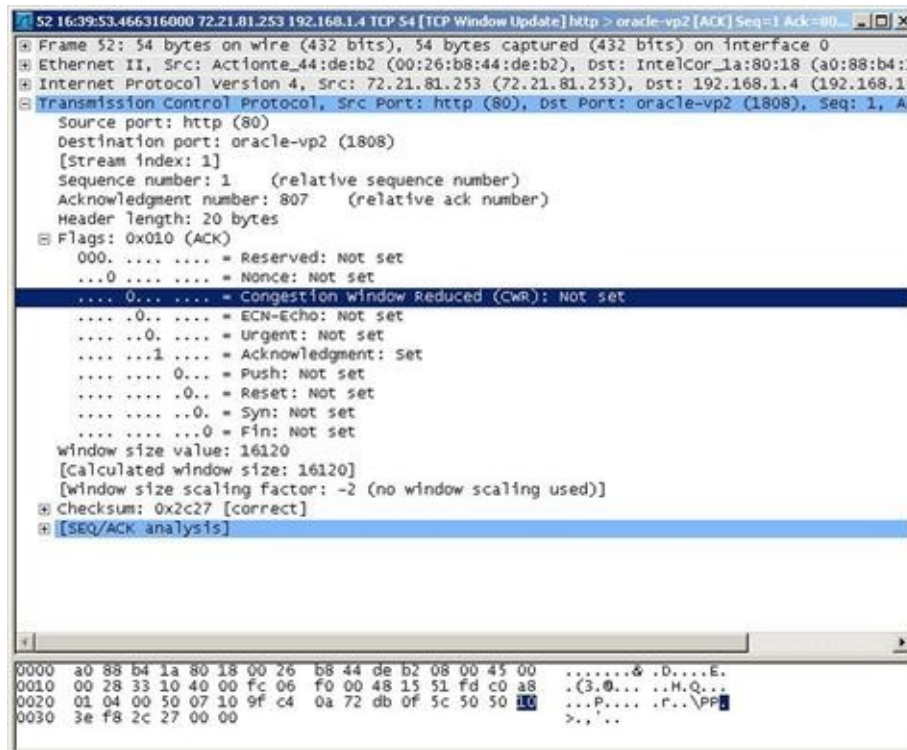 52 16:39:53.466316000 72.21.81.253 192.168.1.4 TCP 54 [TCP Window Update] http > oracle-vp2 [ACK] Seq=1 Ack=80...
Frame 52: 54 bytes on wire (432 bits), 54 bytes captured (432 bits) on interface 0
Ethernet II, Src: Actionte_44:de:b2 (00:26:b8:44:de:b2), Dst: IntelCor_1a:80:18 (a0:88:b4:
Internet Protocol Version 4, Src: 72.21.81.253 (72.21.81.253), Dst: 192.168.1.4 (192.168.1
Transmission Control Protocol, Src Port: http (80), Dst Port: oracle-vp2 (1808), Seq: 1, A
Source port: http (80)
Destination port: oracle-vp2 (1808)
[Stream index: 1]
Sequence number: 1 (relative sequence number)
Acknowledgment number: 807 (relative ack number)
Header length: 20 bytes
Flags: 0x010 (ACK)
000. .... .... = Reserved: Not set
...0 .... .... = Nonce: Not set
.... 0... .... = Congestion Window Reduced (CWR): Not set
.... .0.. .... = ECN-Echo: Not set
.... ..0. .... = Urgent: Not set
.... ...1 .... = Acknowledgment: Set
.... .... 0... = Push: Not set
.... .... .0.. = Reset: Not set
.... .... ..0. = Syn: Not set
.... .... ...0 = Fin: Not set
Window size value: 16120
[Calculated window size: 16120]
[Window size scaling factor: -2 (no window scaling used)]
Checksum: 0x2c27 [correct]
[SEQ/ACK analysis]
0000 a0 88 b4 1a 80 18 00 26 b8 44 de b2 08 00 45 00 .......& .D....E.
0010 00 28 33 10 40 00 fc 06 f0 00 48 15 51 fd c0 a8 .(3.@... ..H.Q...
0020 01 04 00 50 07 10 9f c4 0a 72 db 0f 5c 50 50 10 ...P.... .r..\PP.
0030 3e f8 2c 27 00 00 >.,'..